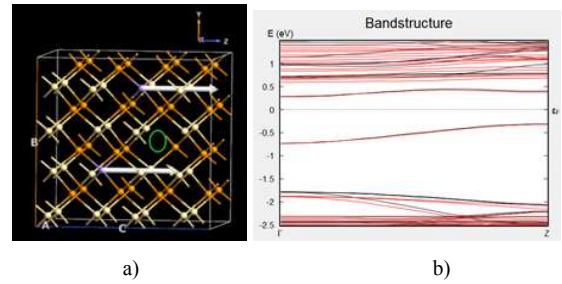 Y
Z
B
A
C
a)
Bandstructure
E (eV)
1
0.5
0
-0.5
-1
-1.5
-2
-2.5
Γ
Z
εf
b)